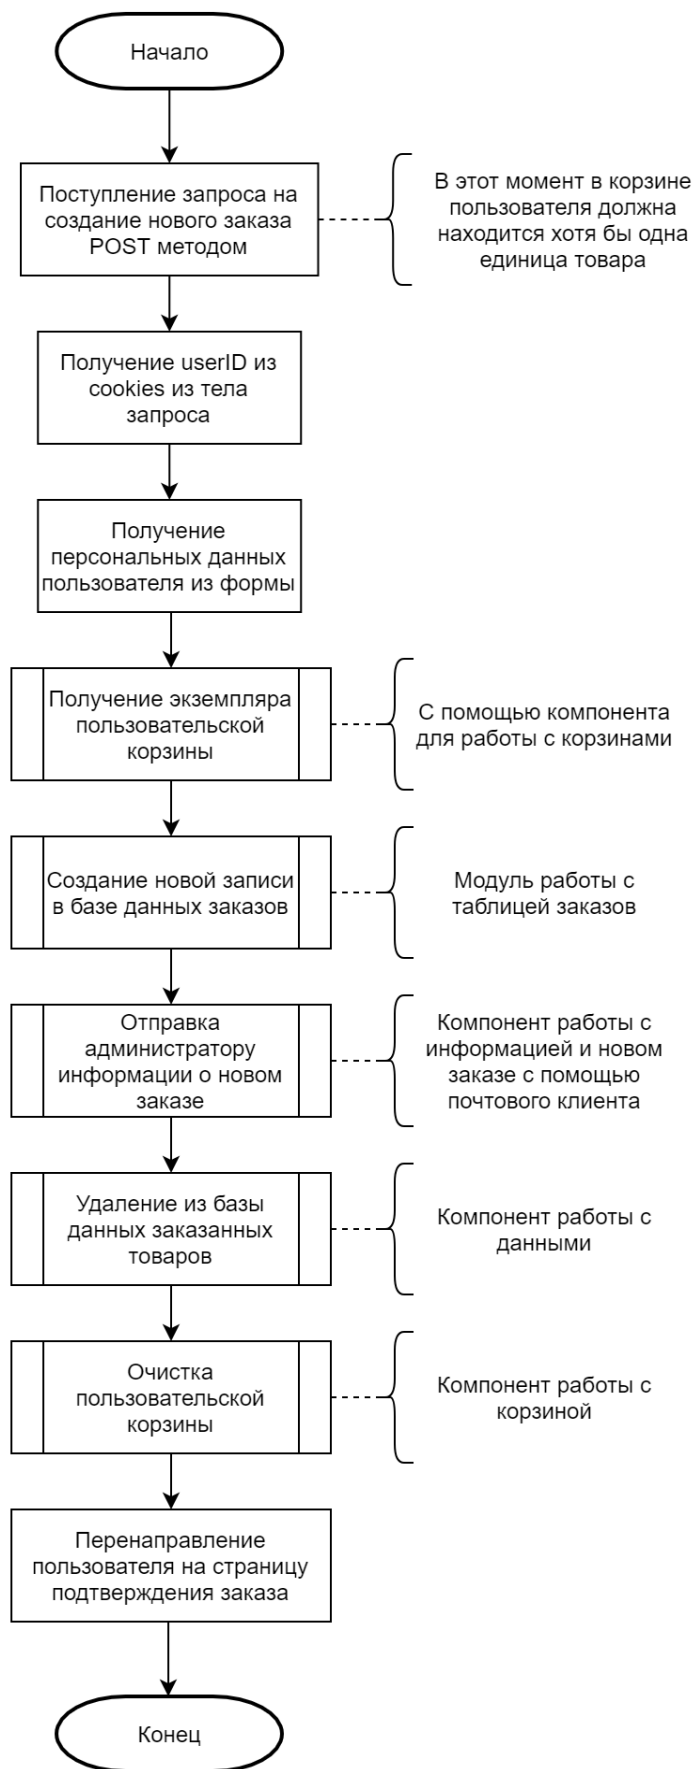 Начало
Поступление запроса на
создание нового заказа
POST методом
В этот момент в корзине
пользователя должна
находится хотя бы одна
единица товара
Получение userID из
cookies из тела
запроса
Получение
персональных данных
пользователя из формы
Получение экземпляра
пользовательской
корзины
С помощью компонента
для работы с корзинами
Создание новой записи
в базе данных заказов
Модуль работы с
таблицей заказов
Отправка
администратору
информации о новом
заказе
Компонент работы с
информацией и новом
заказе с помощью
почтового клиента
Удаление из базы
данных заказанных
товаров
Компонент работы с
данными
Очистка
пользовательской
корзины
Компонент работы с
корзиной
Перенаправление
пользователя на страницу
подтверждения заказа
Конец